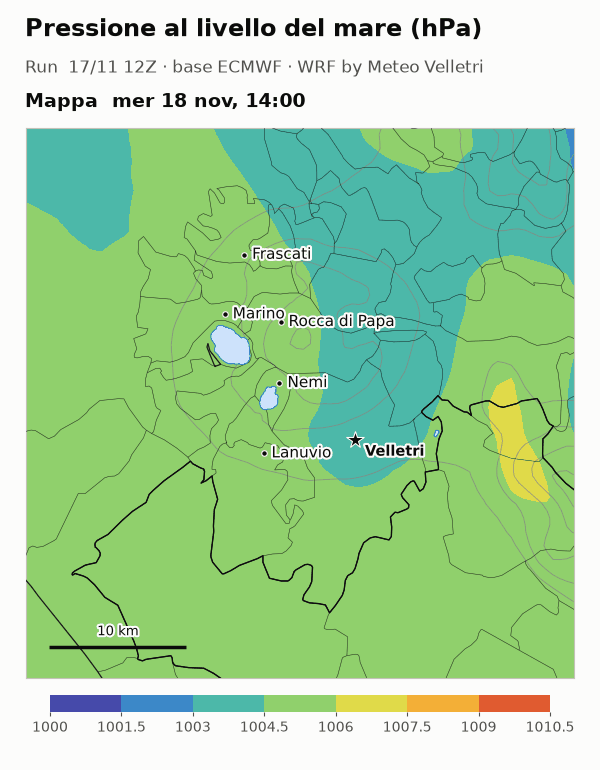 Pressione al livello del mare (hPa)
Run  17/11 12Z · base ECMWF · WRF by Meteo Velletri
Mappa  mer 18 nov, 14:00
Frascati
Marino
Rocca di Papa
Nemi
Velletri
Lanuvio
10 km
1000 1001.5 1003 1004.5 1006 1007.5 1009 1010.5